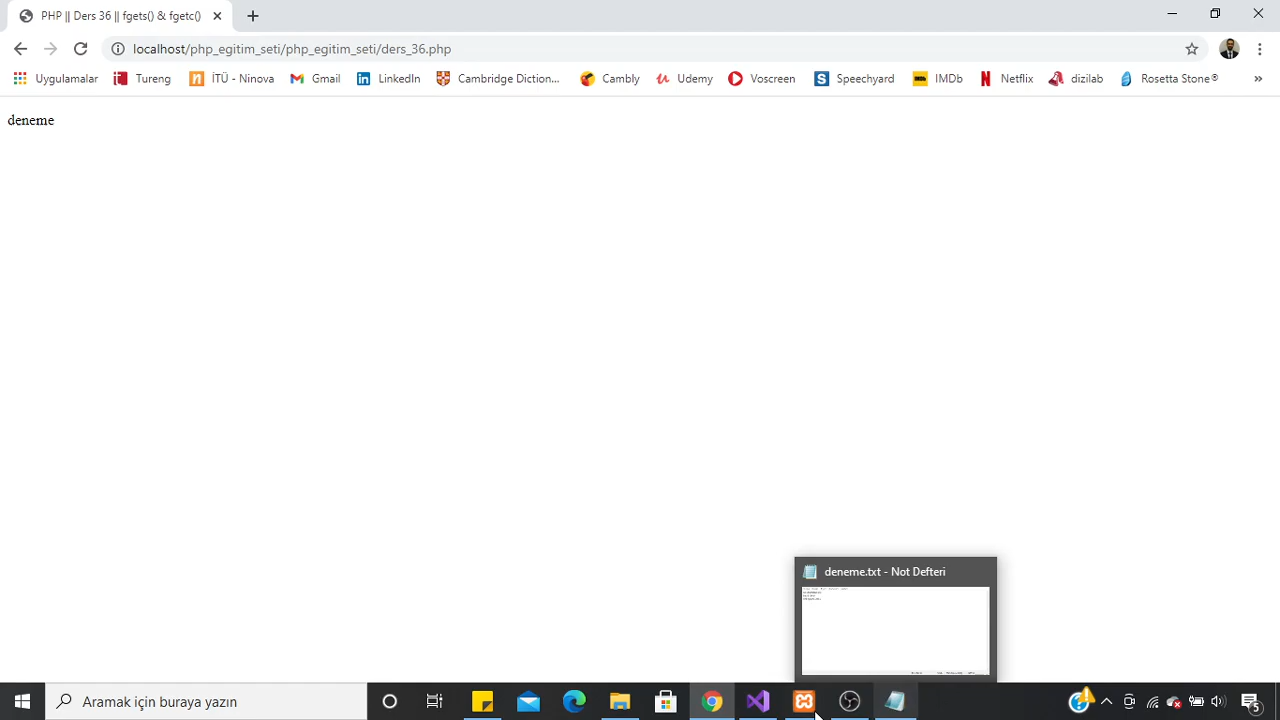 PHP || Ders 36 || fgets() & fgetc()
localhost/php_egitim_seti/php_egitim_seti/ders_36.php
Uygulamalar Tureng İTÜ - Ninova Gmail LinkedIn Cambridge Diction... Cambly Udemy Voscreen Speechyard IMDb Netflix dizilab Rosetta Stone® »
deneme
deneme.txt - Not Defteri
Aramak için buraya yazın
5